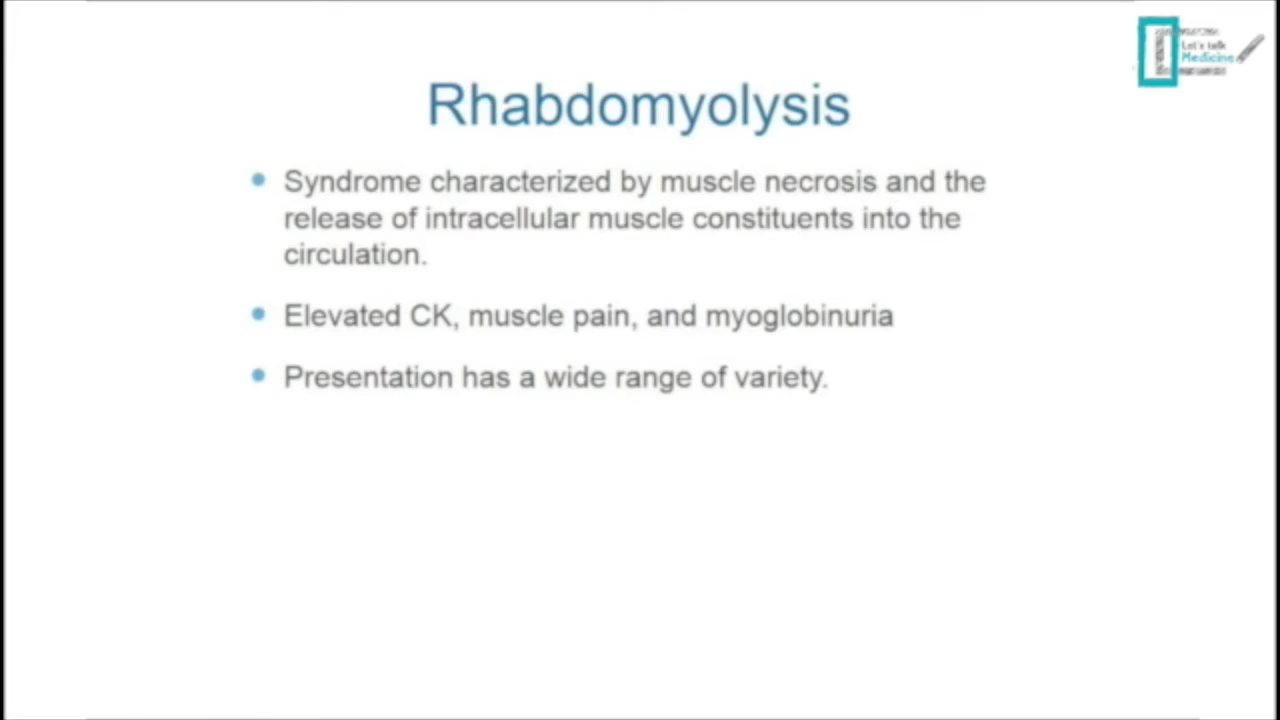 Let's talk
Medicine
Rhabdomyolysis
Syndrome characterized by muscle necrosis and the
release of intracellular muscle constituents into the
circulation.
Elevated CK, muscle pain, and myoglobinuria
Presentation has a wide range of variety.